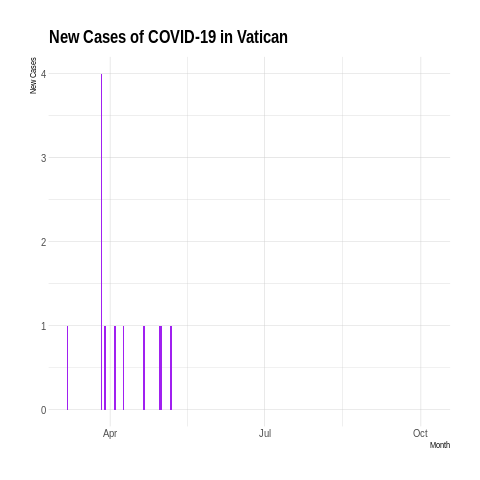 New Cases of COVID-19 in Vatican
New Cases
4
3
2
1
0
Apr
Jul
Oct
Month